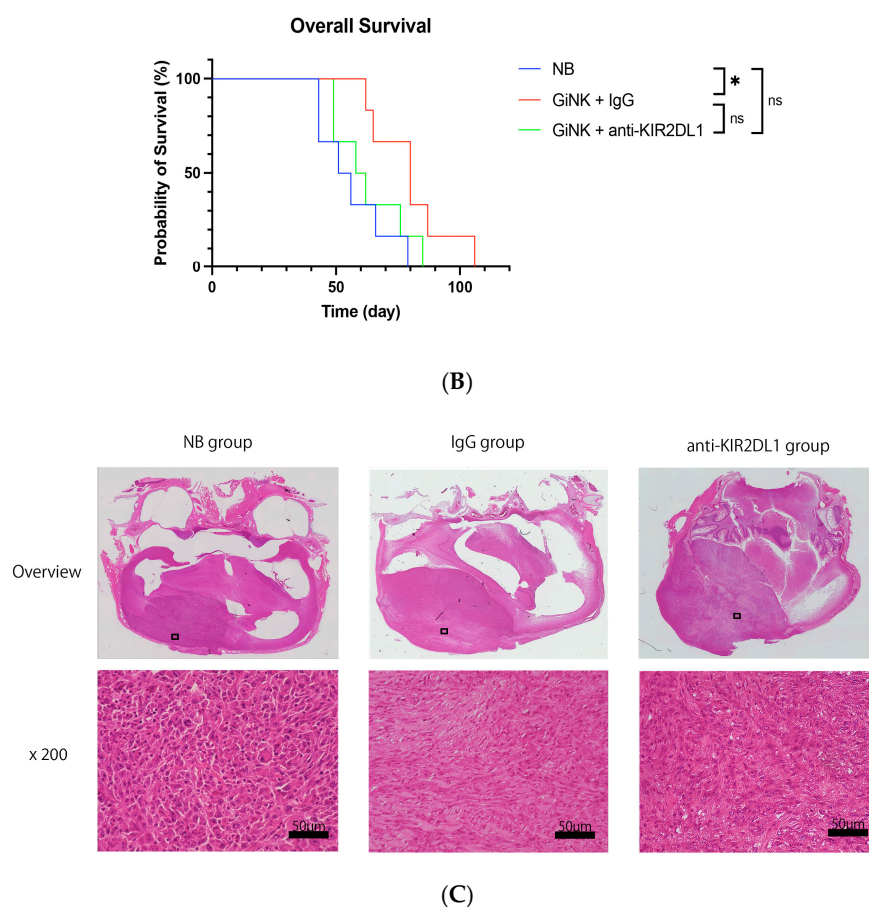 Overall Survival
Probability of Survival (%)
100
50
0
0 50 100
Time (day)
NB
GiNK + IgG
GiNK + anti-KIR2DL1
*
ns
ns
(B)
NB group IgG group anti-KIR2DL1 group
Overview
x 200
50um 50um 50um
(C)